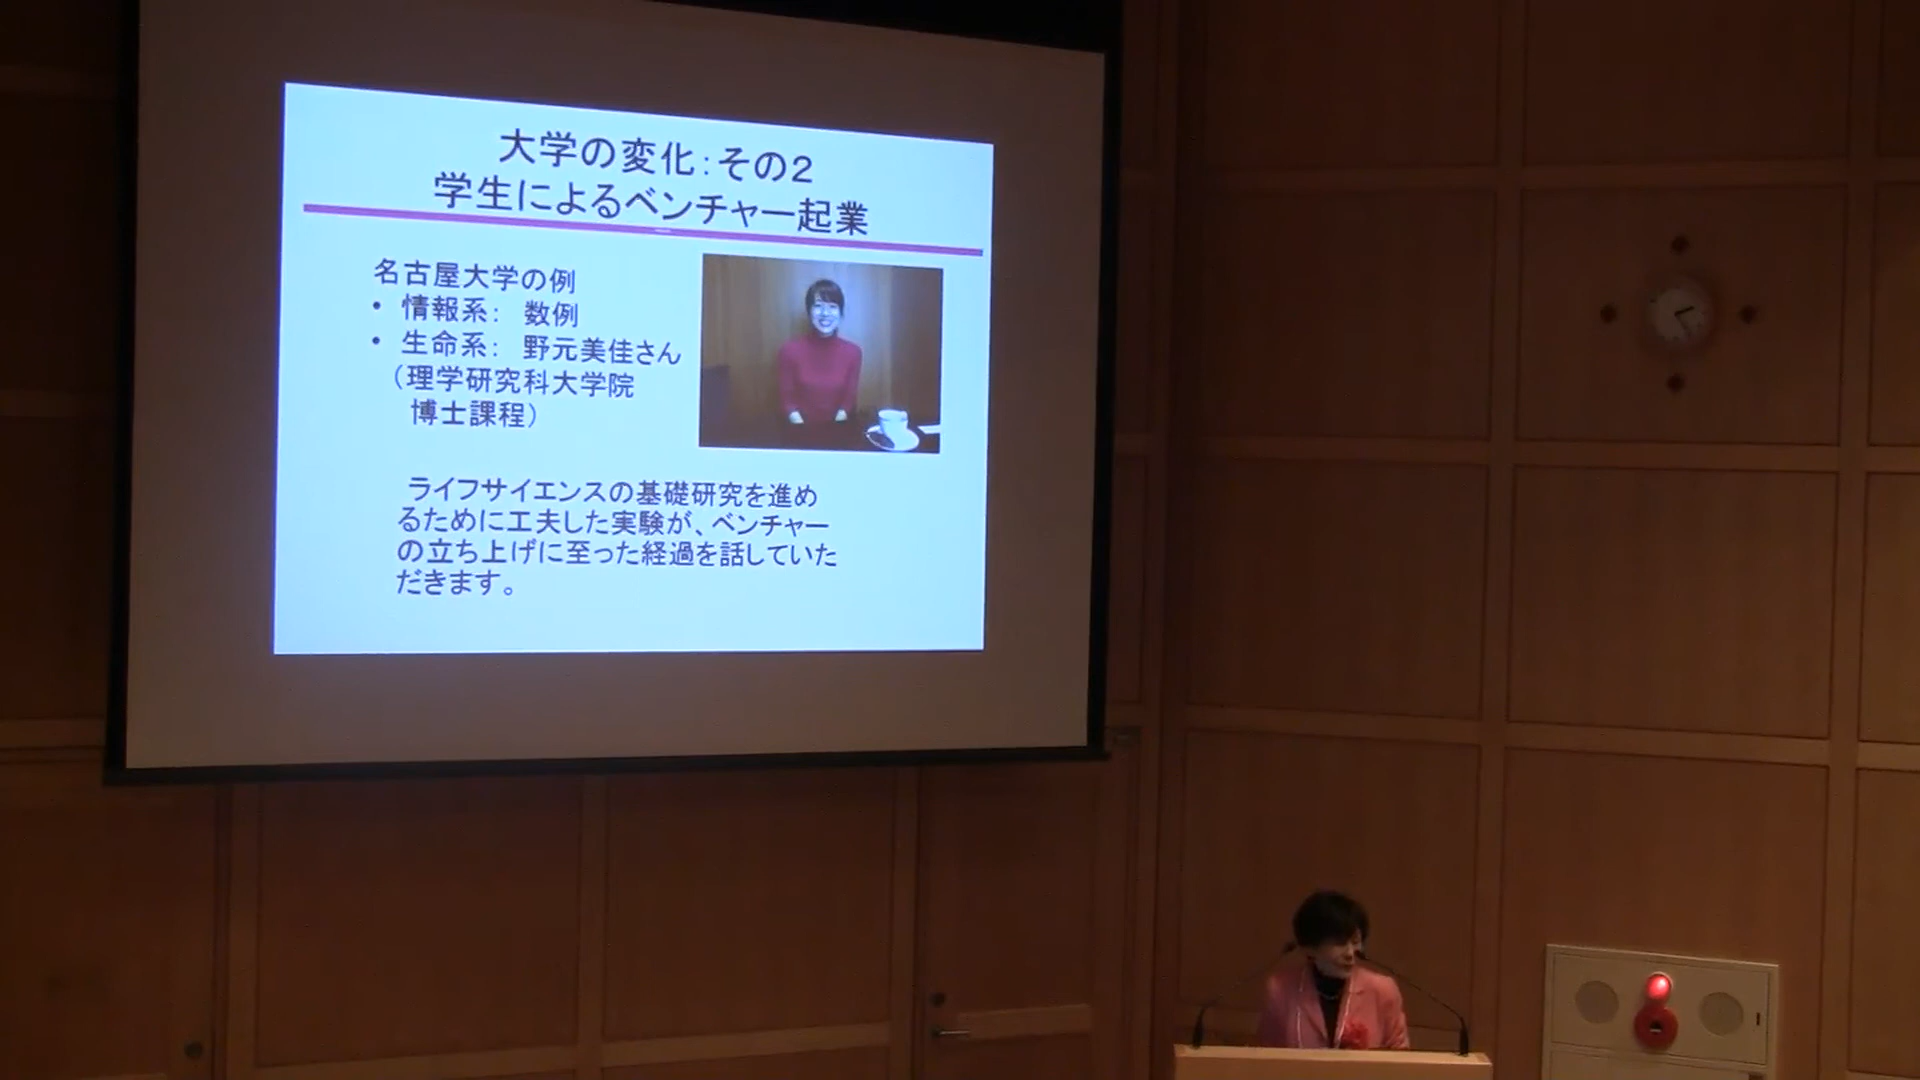 大学の変化：その２
学生によるベンチャー起業
名古屋大学の例
• 情報系： 数例
• 生命系： 野元美佳さん
（理学研究科大学院
博士課程）
ライフサイエンスの基礎研究を進め
るために工夫した実験が、ベンチャー
の立ち上げに至った経過を話していた
だきます。